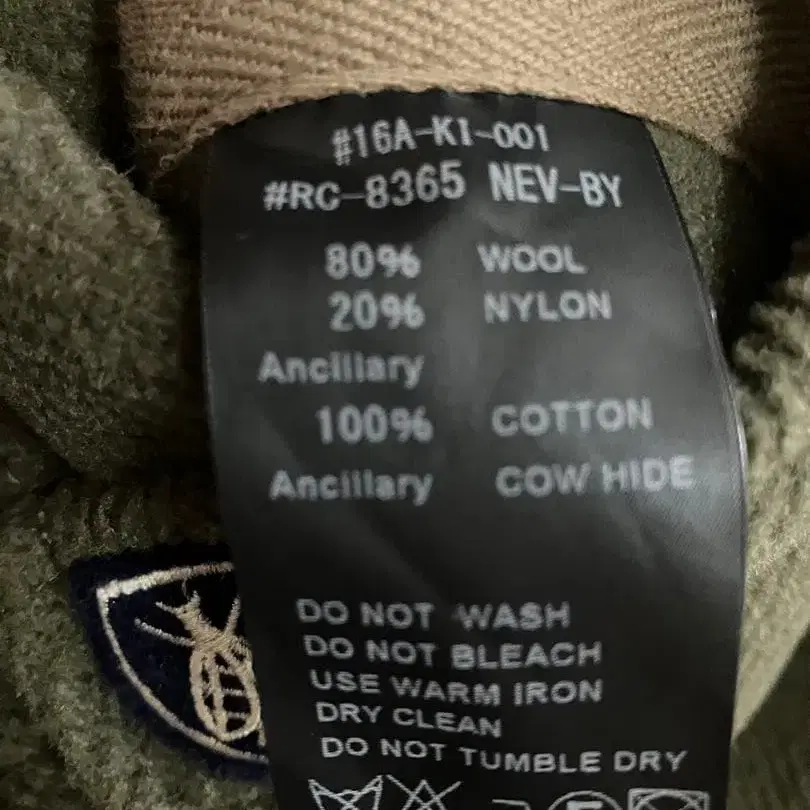 #16A-KI-001
#RC-8365 NEV-BY
80% WOOL
20% NYLON
Ancillary
100% COTTON
Ancillary COW HIDE
DO NOT WASH
DO NOT BLEACH
USE WARM IRON
DRY CLEAN
DO NOT TUMBLE DRY